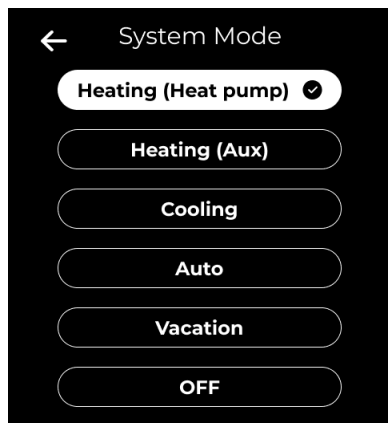 System Mode
Heating (Heat pump)
Heating (Aux)
Cooling
Auto
Vacation
OFF